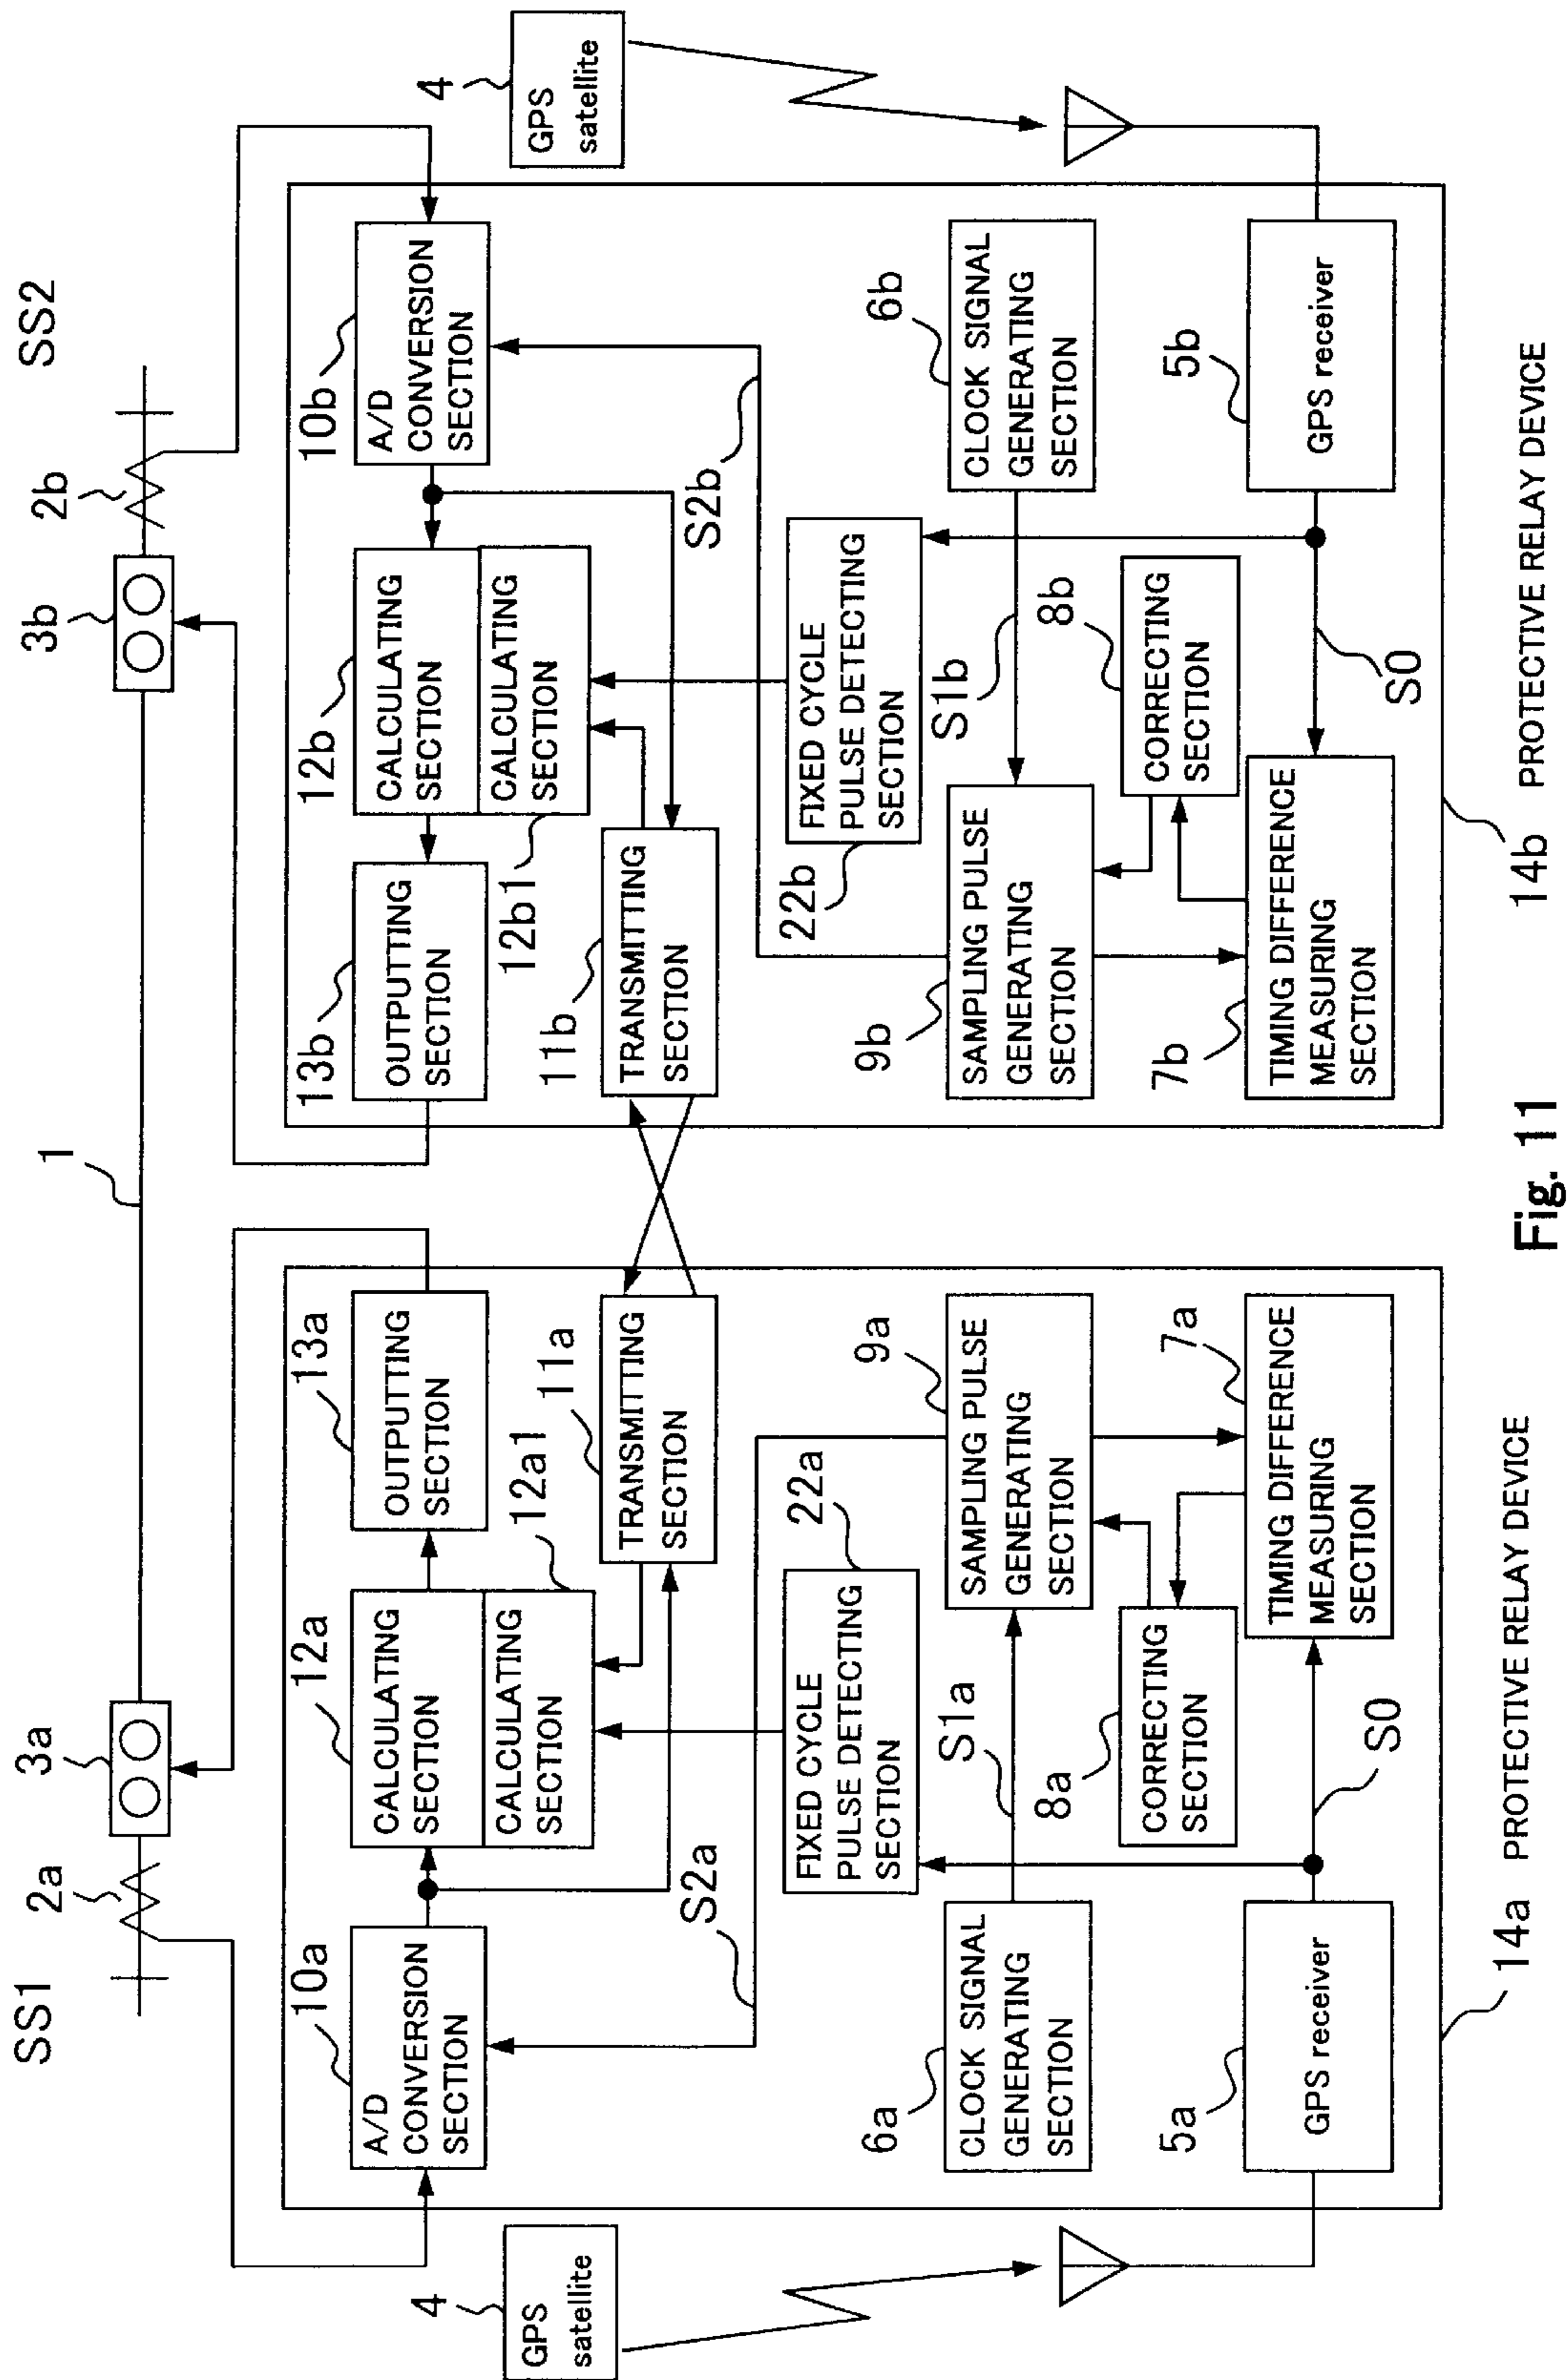 SS1
2a
3a
1
3b
2b
SS2
4
GPS
satellite
10a
A/D
CONVERSION
SECTION
12a
CALCULATING
SECTION
CALCULATING
SECTION
12a1
13a
OUTPUTTING
SECTION
11a
TRANSMITTING
SECTION
S2a
22a
FIXED CYCLE
PULSE DETECTING
SECTION
6a
CLOCK SIGNAL
GENERATING
SECTION
S1a
9a
SAMPLING PULSE
GENERATING
SECTION
8a
CORRECTING
SECTION
5a
GPS receiver
S0
7a
TIMING DIFFERENCE
MEASURING
SECTION
14a PROTECTIVE RELAY DEVICE
13b
OUTPUTTING
SECTION
12b
CALCULATING
SECTION
CALCULATING
SECTION
12b1
10b
A/D
CONVERSION
SECTION
11b
TRANSMITTING
SECTION
S2b
22b
FIXED CYCLE
PULSE DETECTING
SECTION
9b
SAMPLING PULSE
GENERATING
SECTION
S1b
6b
CLOCK SIGNAL
GENERATING
SECTION
8b
CORRECTING
SECTION
7b
TIMING DIFFERENCE
MEASURING
SECTION
S0
5b
GPS receiver
4
GPS
satellite
14b PROTECTIVE RELAY DEVICE
Fig. 11